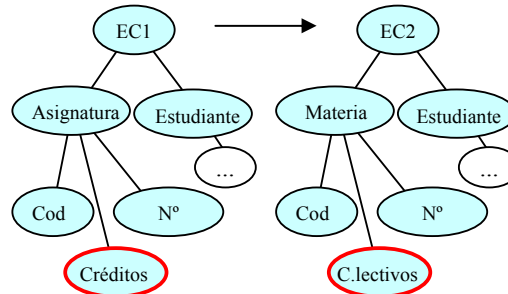 EC1
EC2
Asignatura
Estudiante
Materia
Estudiante
...
...
Cod
Nº
Cod
Nº
Créditos
C.lectivos